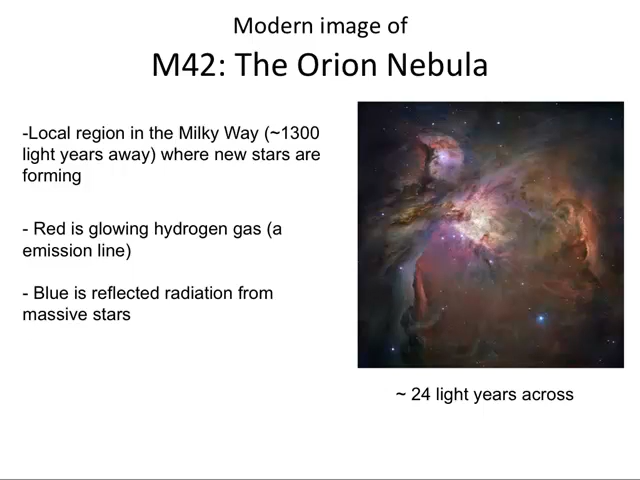 Modern image of
M42: The Orion Nebula
-Local region in the Milky Way (~1300
light years away) where new stars are
forming
- Red is glowing hydrogen gas (a
emission line)
- Blue is reflected radiation from
massive stars
~ 24 light years across